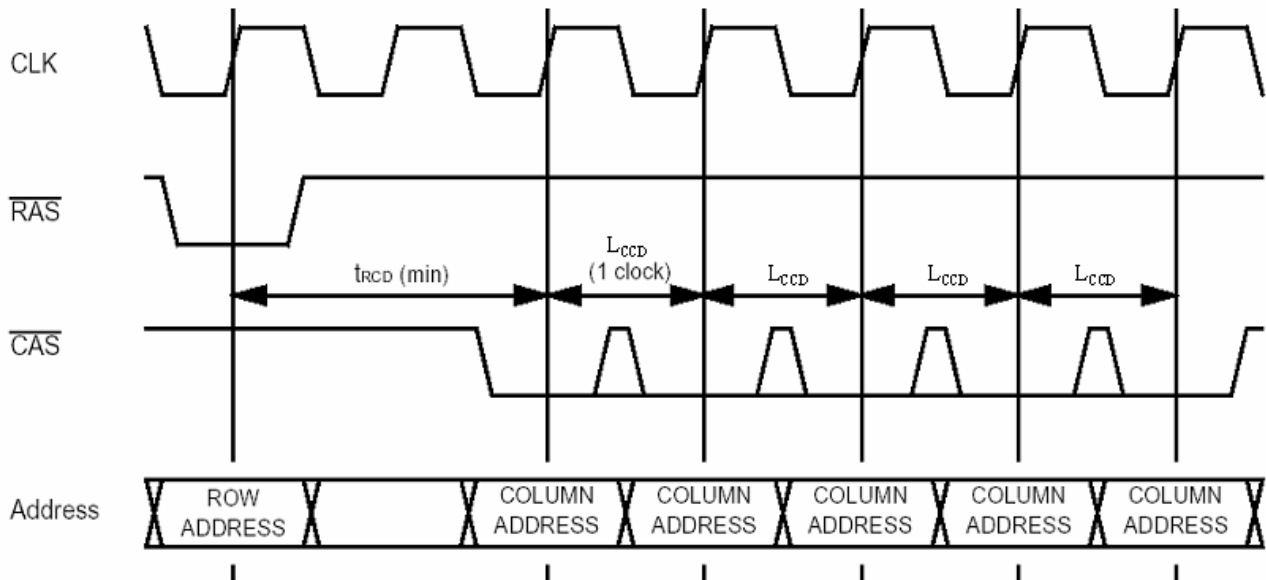 CLK
RAS
tRCD (min)
LCCD
(1 clock)
LCCD
LCCD
LCCD
CAS
Address
ROW
ADDRESS
COLUMN
ADDRESS
COLUMN
ADDRESS
COLUMN
ADDRESS
COLUMN
ADDRESS
COLUMN
ADDRESS